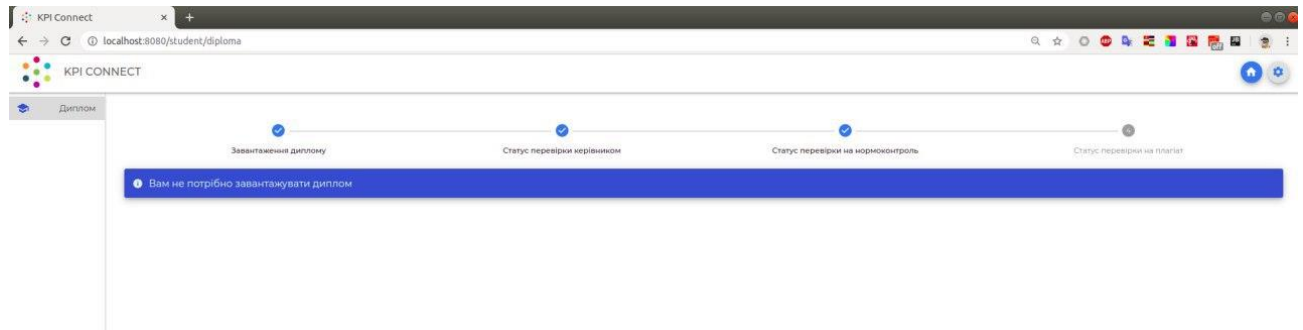 KPI Connect
localhost:8080/student/diploma
KPI CONNECT
Диплом
Завантаження диплому
Статус перевірки керівником
Статус перевірки на нормоконтроль
4
Статус перевірки на плагіат
Вам не потрібно завантажувати диплом